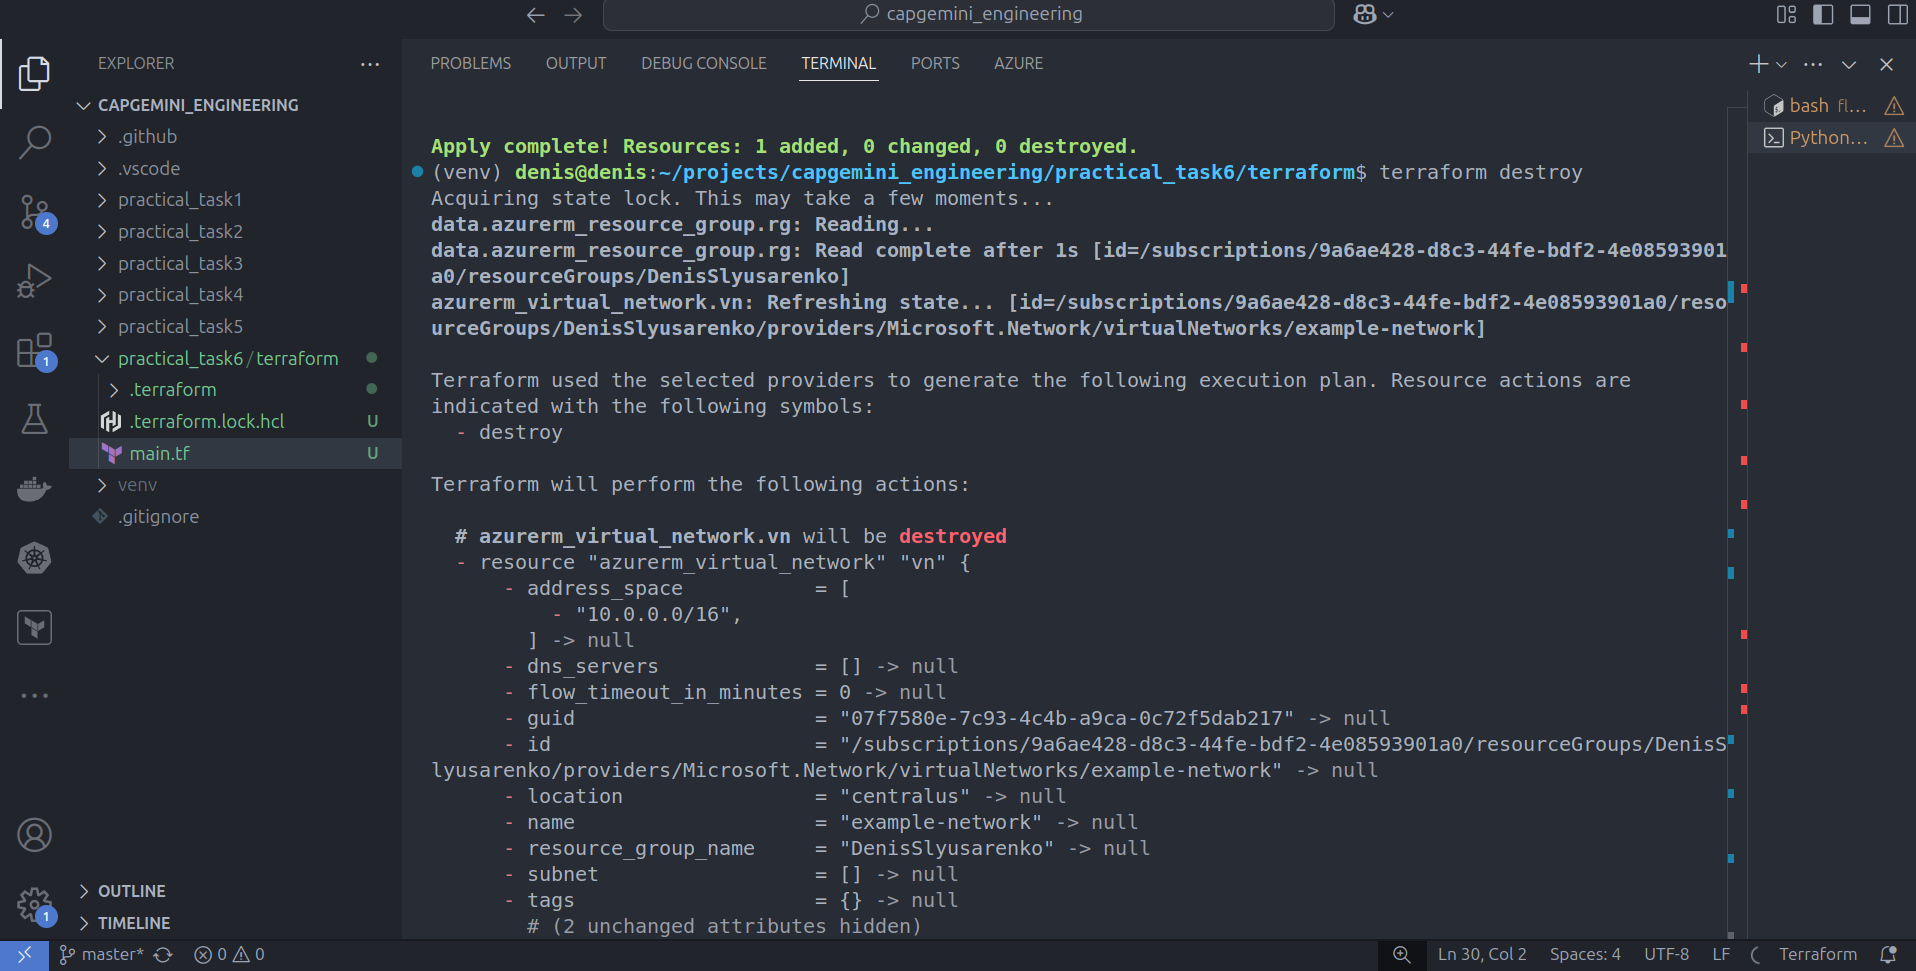 capgemini_engineering
EXPLORER
PROBLEMS OUTPUT DEBUG CONSOLE TERMINAL PORTS AZURE
CAPGEMINI_ENGINEERING
.github
.vscode
practical_task1
practical_task2
practical_task3
practical_task4
practical_task5
practical_task6/terraform
.terraform
.terraform.lock.hcl U
main.tf U
venv
.gitignore
OUTLINE
TIMELINE
4
1
1
Apply complete! Resources: 1 added, 0 changed, 0 destroyed.
(venv) denis@denis:~/projects/capgemini_engineering/practical_task6/terraform$ terraform destroy
Acquiring state lock. This may take a few moments...
data.azurerm_resource_group.rg: Reading...
data.azurerm_resource_group.rg: Read complete after 1s [id=/subscriptions/9a6ae428-d8c3-44fe-bdf2-4e08593901
a0/resourceGroups/DenisSlyusarenko]
azurerm_virtual_network.vn: Refreshing state... [id=/subscriptions/9a6ae428-d8c3-44fe-bdf2-4e08593901a0/reso
urceGroups/DenisSlyusarenko/providers/Microsoft.Network/virtualNetworks/example-network]
Terraform used the selected providers to generate the following execution plan. Resource actions are
indicated with the following symbols:
- destroy
Terraform will perform the following actions:
# azurerm_virtual_network.vn will be destroyed
- resource "azurerm_virtual_network" "vn" {
- address_space = [
- "10.0.0.0/16",
] -> null
- dns_servers = [] -> null
- flow_timeout_in_minutes = 0 -> null
- guid = "07f7580e-7c93-4c4b-a9ca-0c72f5dab217" -> null
- id = "/subscriptions/9a6ae428-d8c3-44fe-bdf2-4e08593901a0/resourceGroups/DenisS
lyusarenko/providers/Microsoft.Network/virtualNetworks/example-network" -> null
- location = "centralus" -> null
- name = "example-network" -> null
- resource_group_name = "DenisSlyusarenko" -> null
- subnet = [] -> null
- tags = {} -> null
# (2 unchanged attributes hidden)
bash fl...
Python...
master* 0 0 Ln 30, Col 2 Spaces: 4 UTF-8 LF Terraform